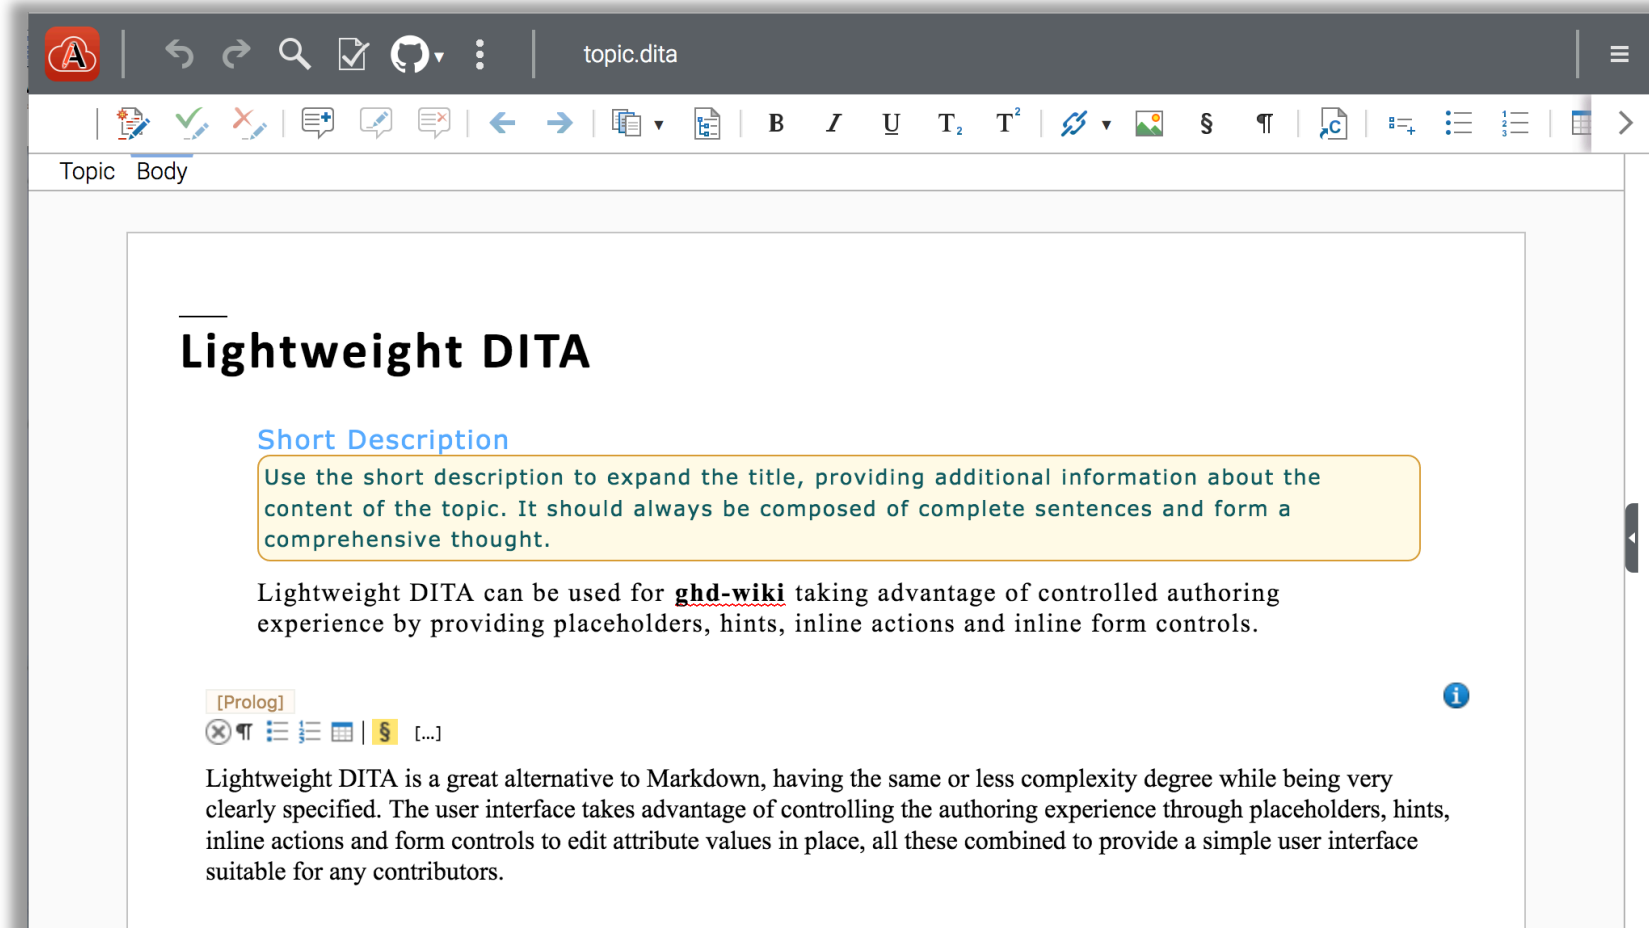 topic.dita
B I U T2 T2 § ¶
Topic Body
Lightweight DITA
Short Description
Use the short description to expand the title, providing additional information about the
content of the topic. It should always be composed of complete sentences and form a
comprehensive thought.
Lightweight DITA can be used for ghd-wiki taking advantage of controlled authoring
experience by providing placeholders, hints, inline actions and inline form controls.
[Prolog]
¶ § [...]
Lightweight DITA is a great alternative to Markdown, having the same or less complexity degree while being very
clearly specified. The user interface takes advantage of controlling the authoring experience through placeholders, hints,
inline actions and form controls to edit attribute values in place, all these combined to provide a simple user interface
suitable for any contributors.